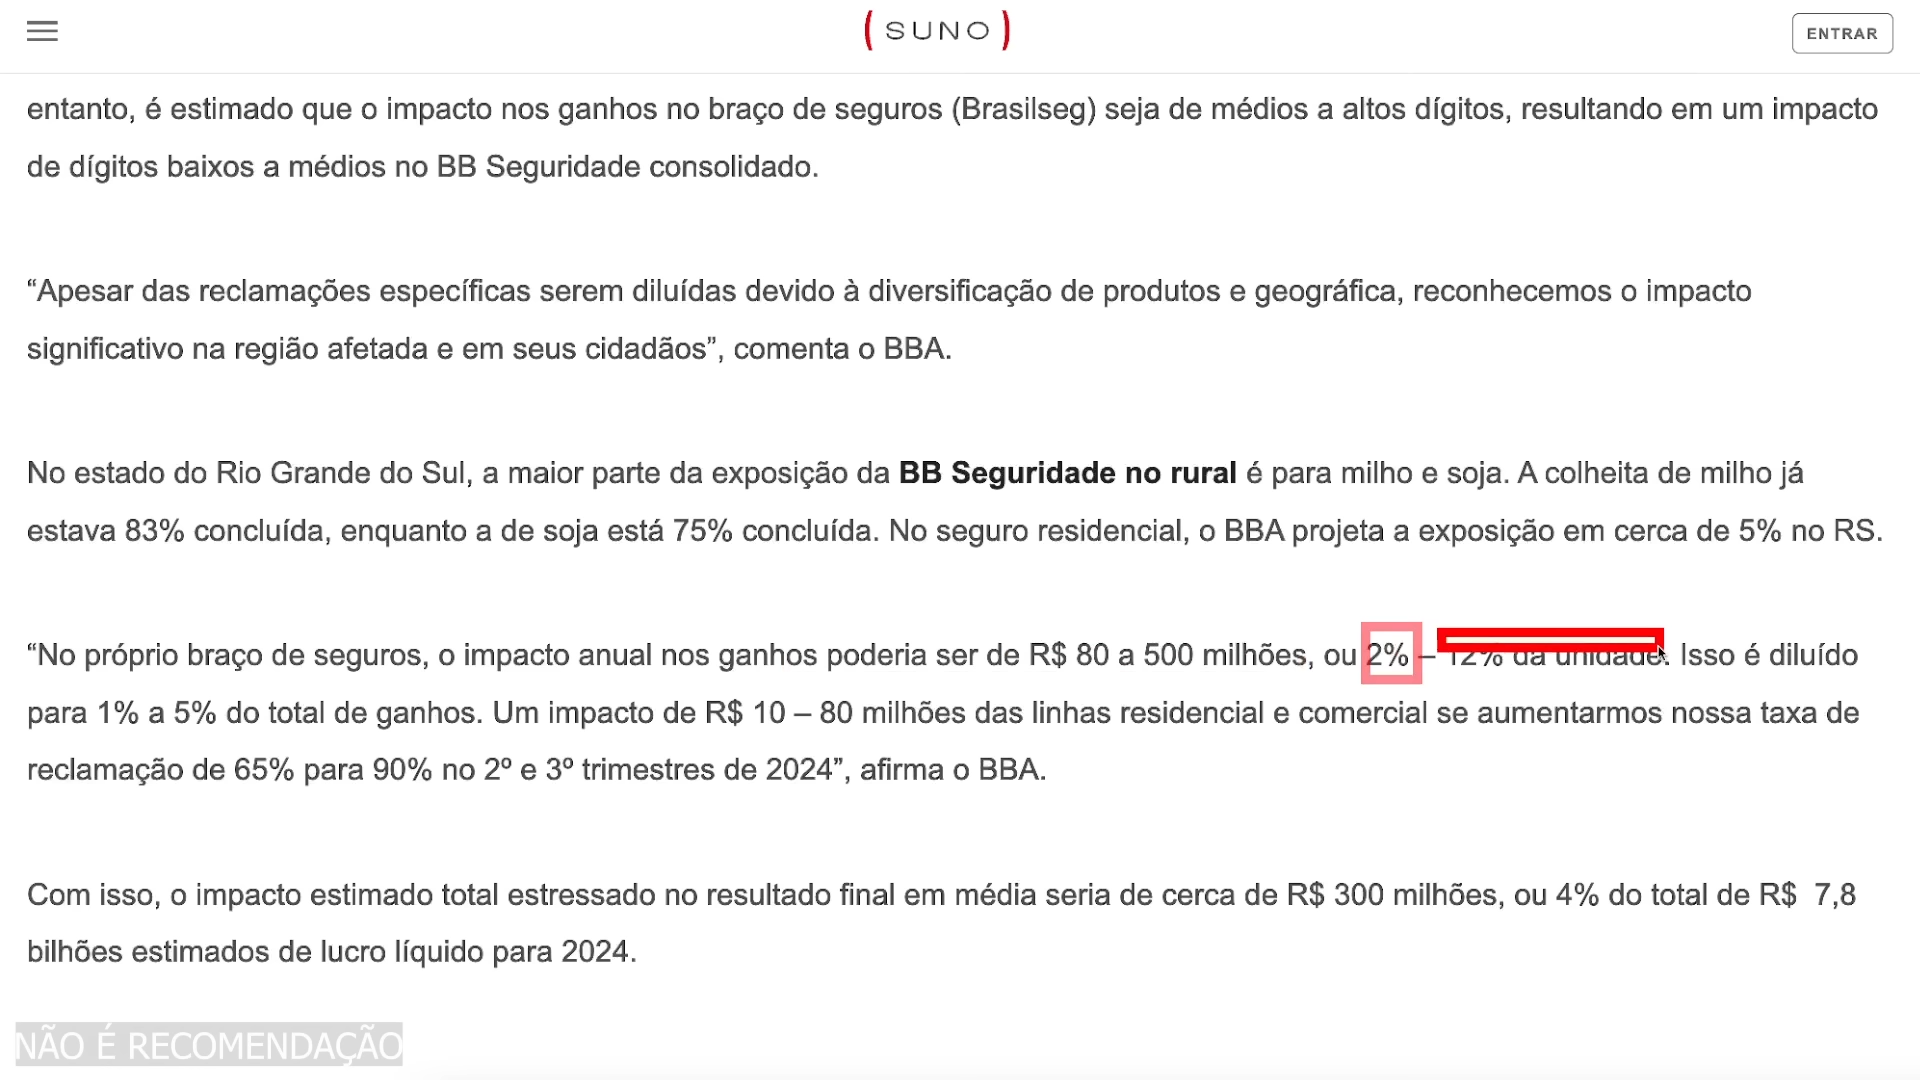 ( SUNO )
ENTRAR
entanto, é estimado que o impacto nos ganhos no braço de seguros (Brasilseg) seja de médios a altos dígitos, resultando em um impacto
de dígitos baixos a médios no BB Seguridade consolidado.
“Apesar das reclamações específicas serem diluídas devido à diversificação de produtos e geográfica, reconhecemos o impacto
significativo na região afetada e em seus cidadãos”, comenta o BBA.
No estado do Rio Grande do Sul, a maior parte da exposição da BB Seguridade no rural é para milho e soja. A colheita de milho já
estava 83% concluída, enquanto a de soja está 75% concluída. No seguro residencial, o BBA projeta a exposição em cerca de 5% no RS.
“No próprio braço de seguros, o impacto anual nos ganhos poderia ser de R$ 80 a 500 milhões, ou 2% – 12% da unidade. Isso é diluído
para 1% a 5% do total de ganhos. Um impacto de R$ 10 – 80 milhões das linhas residencial e comercial se aumentarmos nossa taxa de
reclamação de 65% para 90% no 2º e 3º trimestres de 2024”, afirma o BBA.
Com isso, o impacto estimado total estressado no resultado final em média seria de cerca de R$ 300 milhões, ou 4% do total de R$ 7,8
bilhões estimados de lucro líquido para 2024.
NÃO É RECOMENDAÇÃO